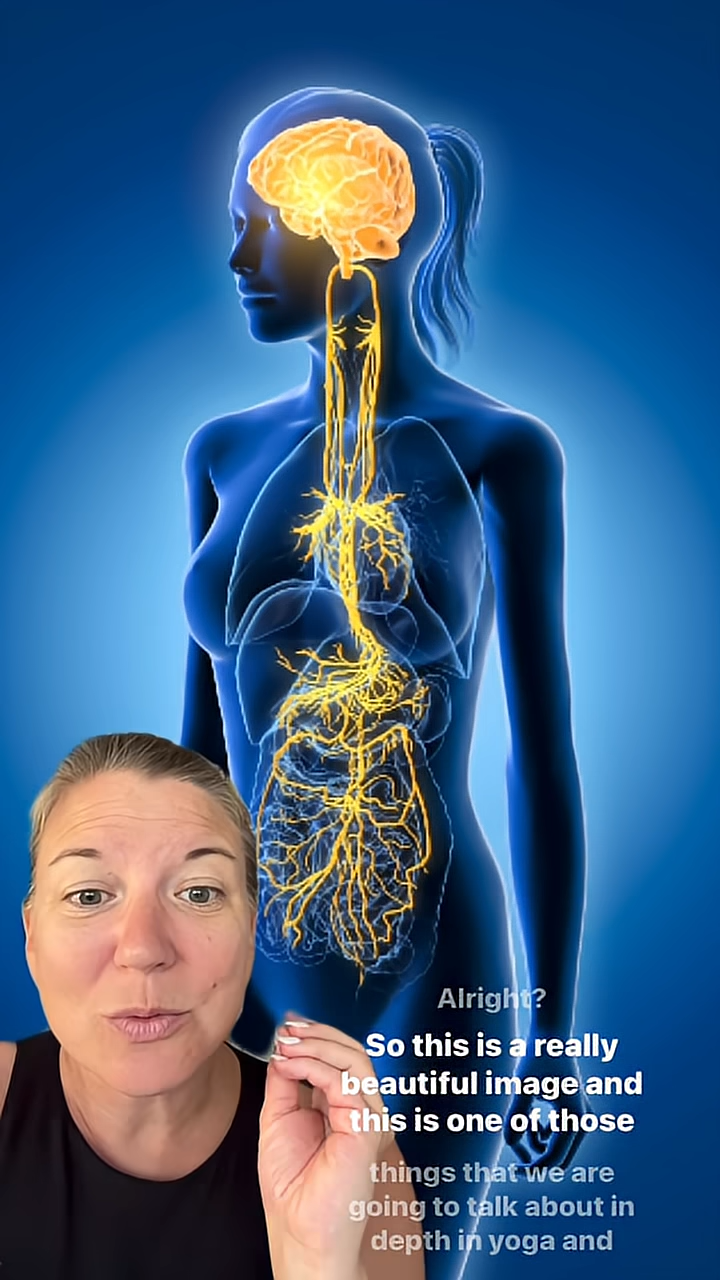 Alright?
So this is a really
beautiful image and
this is one of those
things that we are
going to talk about in
depth in yoga and